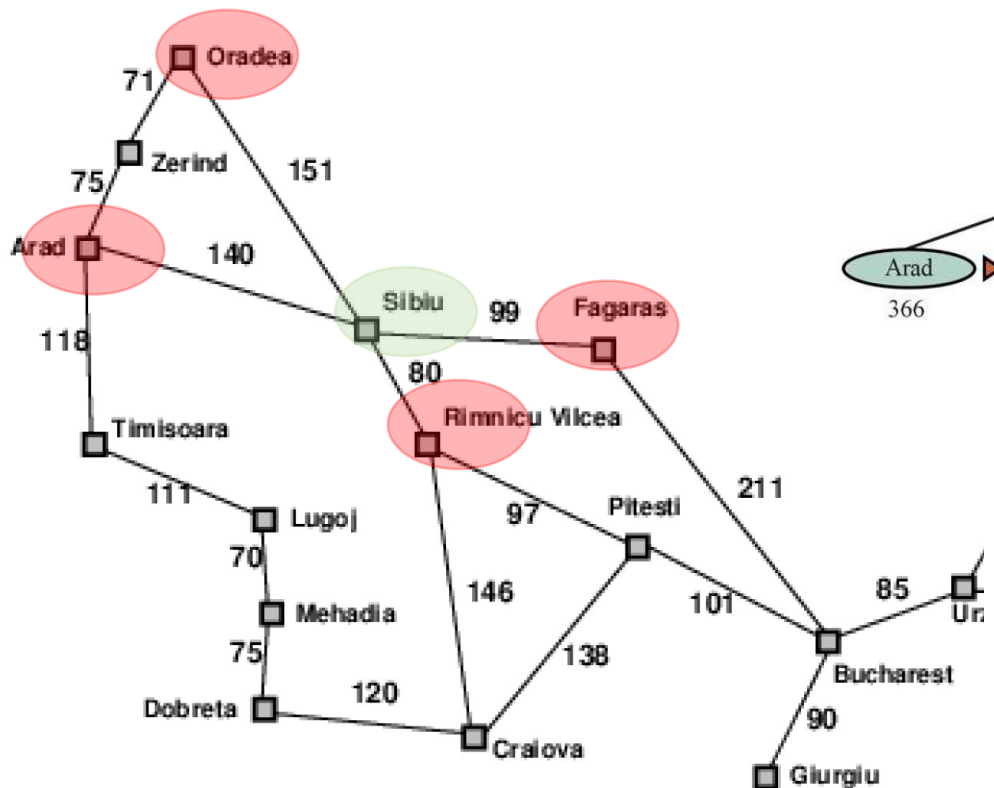 Oradea
71
Zerind
151
75
Arad
140
Arad
Sibiu
99
Fagaras
366
118
80
Rimnicu Vilcea
Timisoara
111
97
Pitesti
211
Lugoj
70
146
101
85
Mehadia
Urz
75
138
Bucharest
120
Dobreta
90
Craiova
Giurgiu